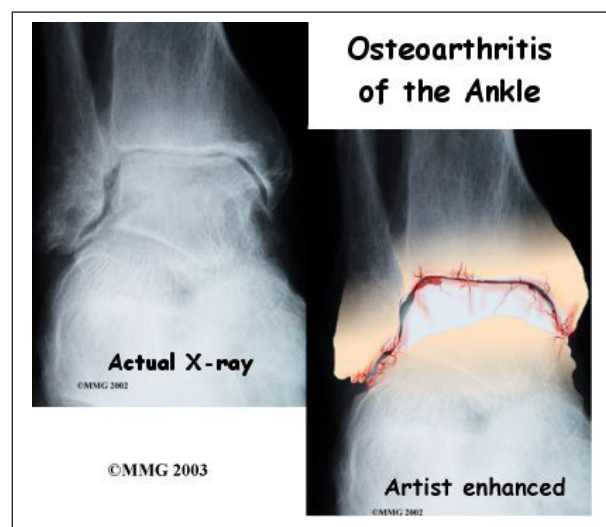 Osteoarthritis
of the Ankle
Actual X-ray
©MMG 2002
©MMG 2003
Artist enhanced
©MMG 2002